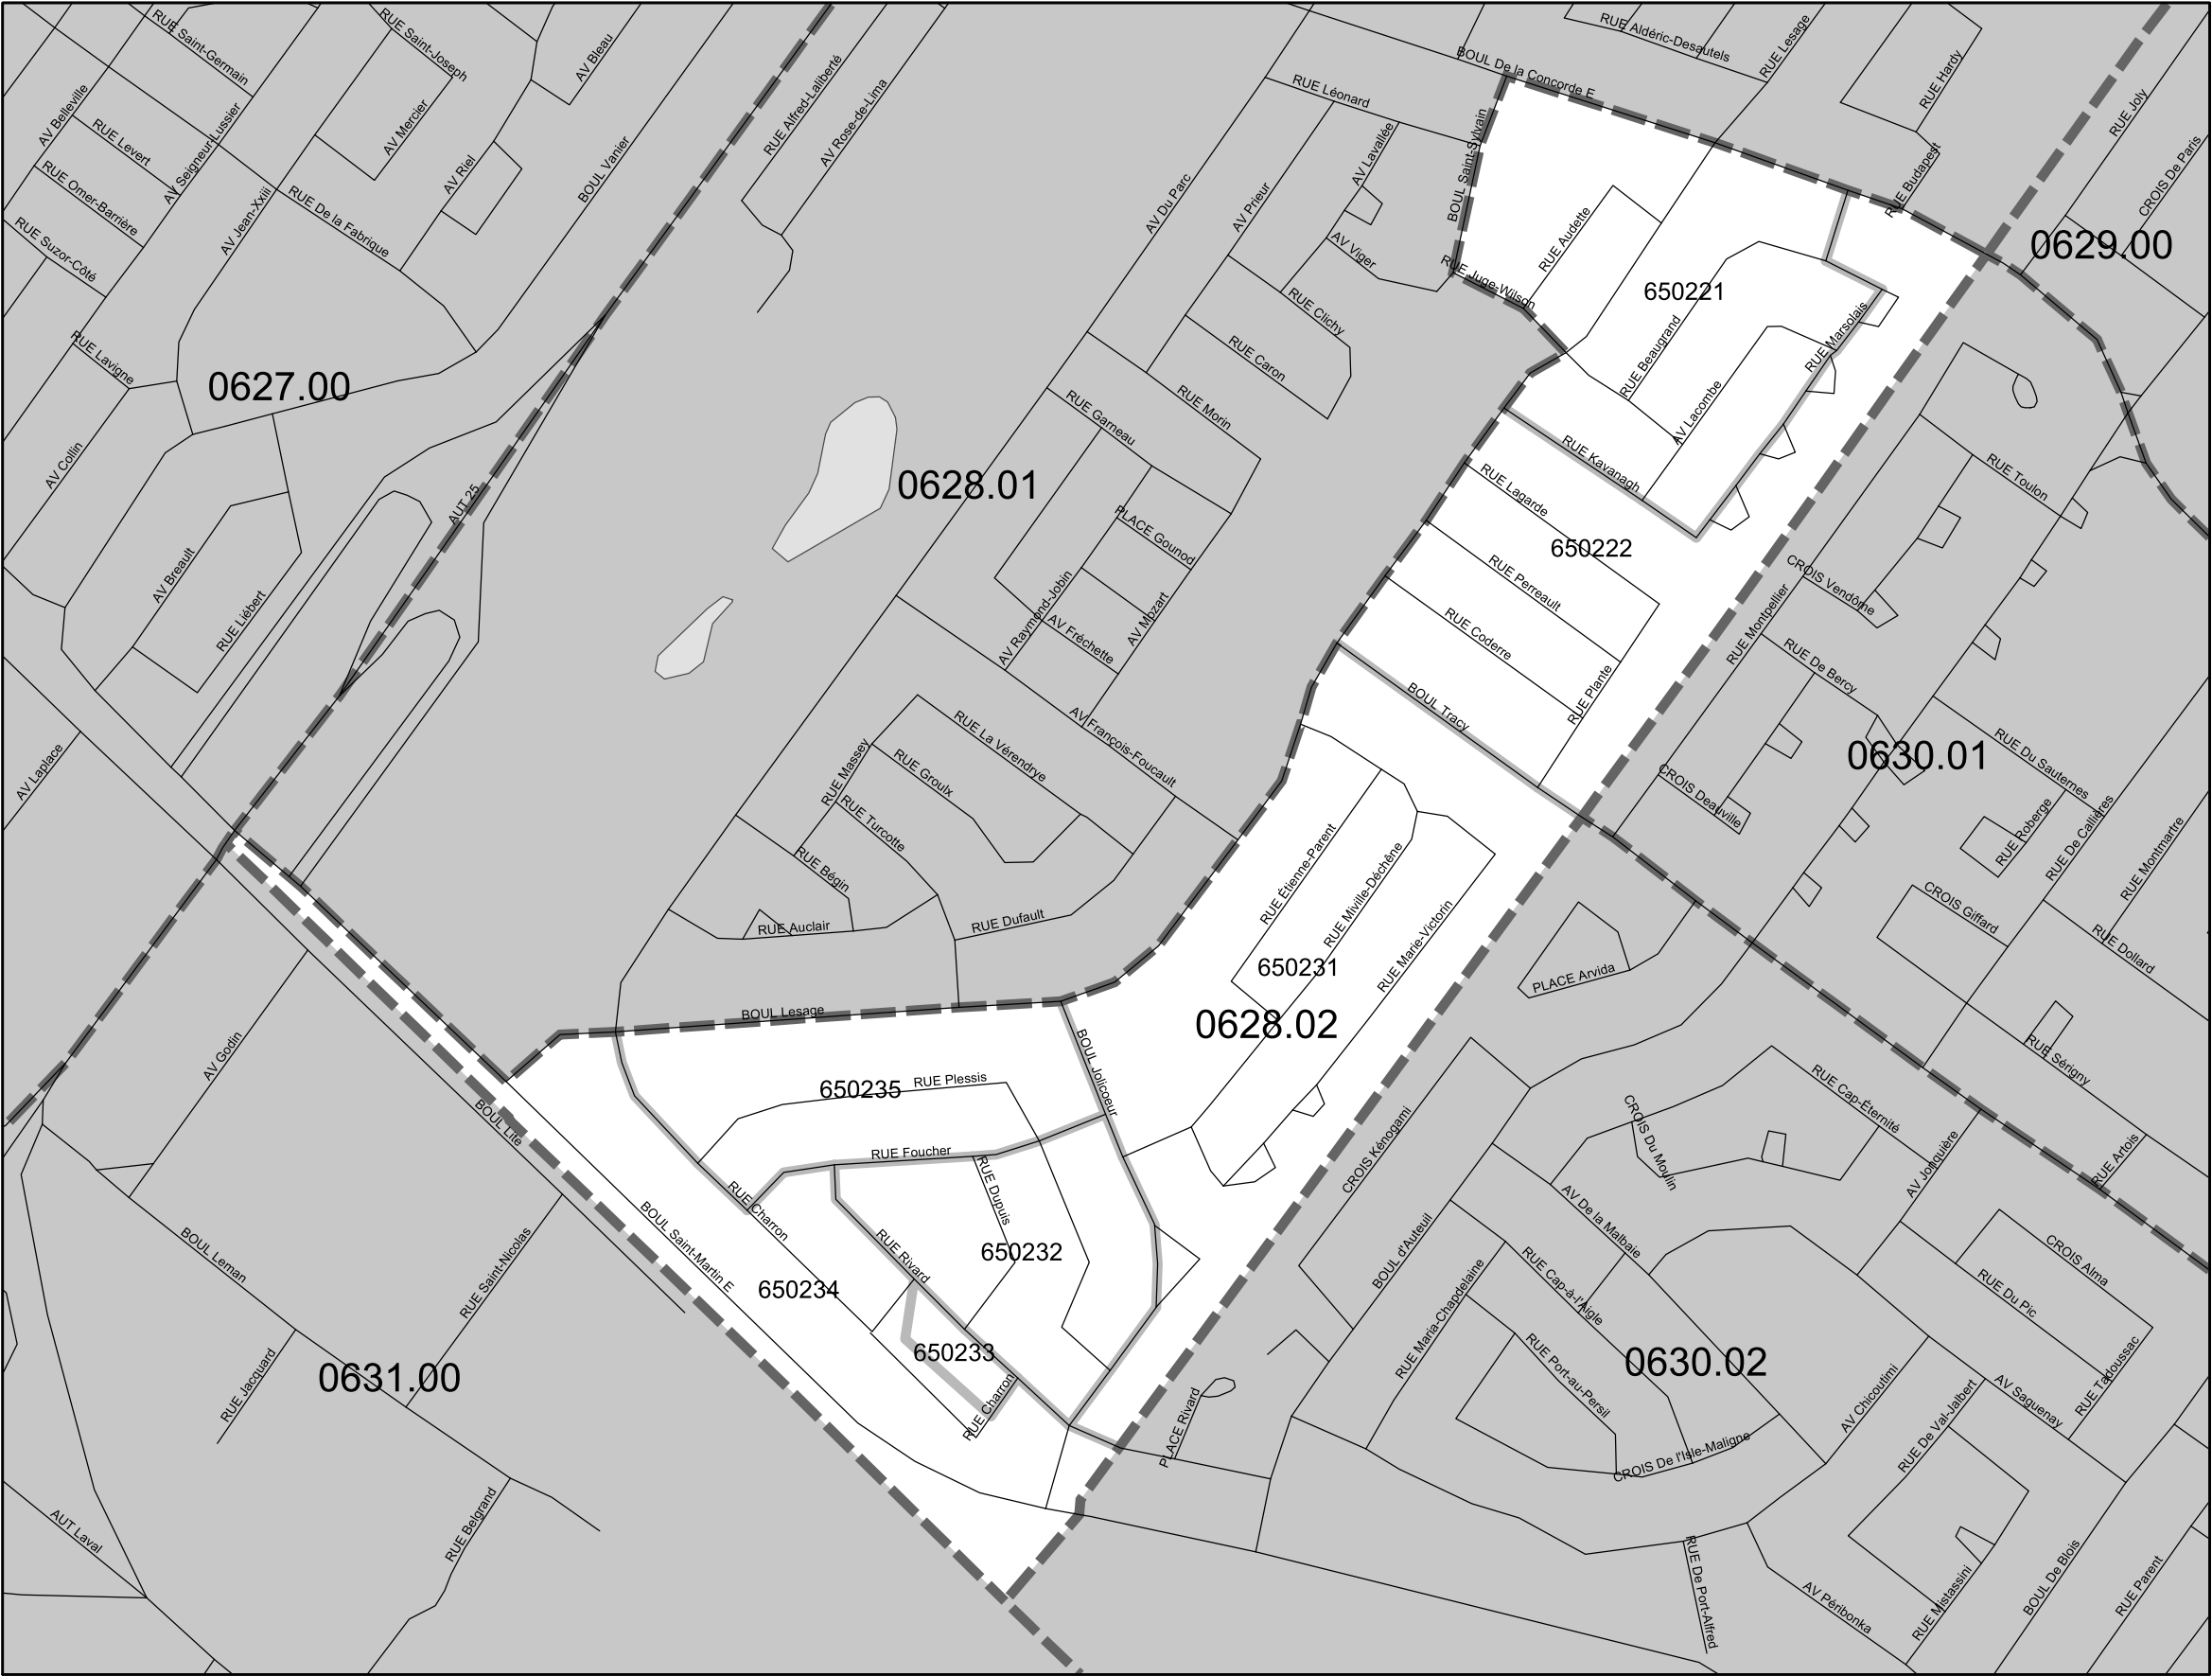 RUE Saint-Germain
RUE Saint-Joseph
AV Bleau
RUE Alfred-Laliberté
AV Rose-de-Lima
BOUL De la Concorde E
RUE Aldéric-Desautels
RUE Lesage
RUE Hardy
RUE Joly
CROIS De Paris
AV Belleville
RUE Levert
AV Mercier
AV Seigneur-Lussier
RUE Omer-Barrière
AV Riel
BOUL Vanier
RUE Léonard
BOUL Saint-Sylvain
AV Lavallée
RUE Budapest
RUE Suzor-Côté
AV Jean-Xxiii
RUE De la Fabrique
AV Du Parc
AV Prieur
AV Viger
RUE Juge-Wilson
RUE Audette
0629.00
650221
RUE Clichy
RUE Caron
RUE Beaugrand
RUE Marsolais
RUE Lavigne
0627.00
RUE Morin
RUE Garneau
AV Lacombe
AV Collin
AUT 25
0628.01
RUE Kavanagh
RUE Lagarde
RUE Toulon
PLACE Gounod
650222
AV Breault
RUE Liébert
AV Raymond-Jobin
AV Fréchette
AV Mozart
RUE Perreault
RUE Coderre
CROIS Vendôme
RUE Montpellier
RUE De Bercy
RUE Plante
BOUL Tracy
AV Laplace
RUE La Vérendrye
AV François-Foucault
RUE Massey
RUE Groulx
RUE Turcotte
0630.01
RUE Du Sauternes
CROIS Deauville
RUE Roberge
RUE De Callières
RUE Montmartre
RUE Bégin
RUE Auclair
RUE Dufault
RUE Étienne-Parent
RUE Miville-Déchêne
RUE Marie-Victorin
CROIS Giffard
RUE Dollard
650231
PLACE Arvida
BOUL Lesage
0628.02
AV Godin
BOUL Jolicoeur
RUE Sérigny
650235
RUE Plessis
BOUL Lite
CROIS Kénogami
CROIS Du Moulin
RUE Cap-Éternité
AV Jonquière
RUE Artois
RUE Foucher
RUE Dupuis
RUE Charron
BOUL Saint-Martin E
RUE Rivard
650232
AV De la Malbaie
BOUL Leman
RUE Saint-Nicolas
650234
BOUL d'Auteuil
RUE Cap-à-l'Aigle
CROIS Alma
RUE Du Pic
650233
RUE Maria-Chapdelaine
RUE Port-au-Persil
0630.02
0631.00
RUE Jacquard
RUE Charron
PLACE Rivard
AV Chicoutimi
RUE Tadoussac
AV Saguenay
RUE De Val-Jalbert
CROIS De l'Isle-Maligne
AUT Laval
RUE Belgrand
RUE De Port-Alfred
AV Péribonka
RUE Mistassini
BOUL De Blois
RUE Parent